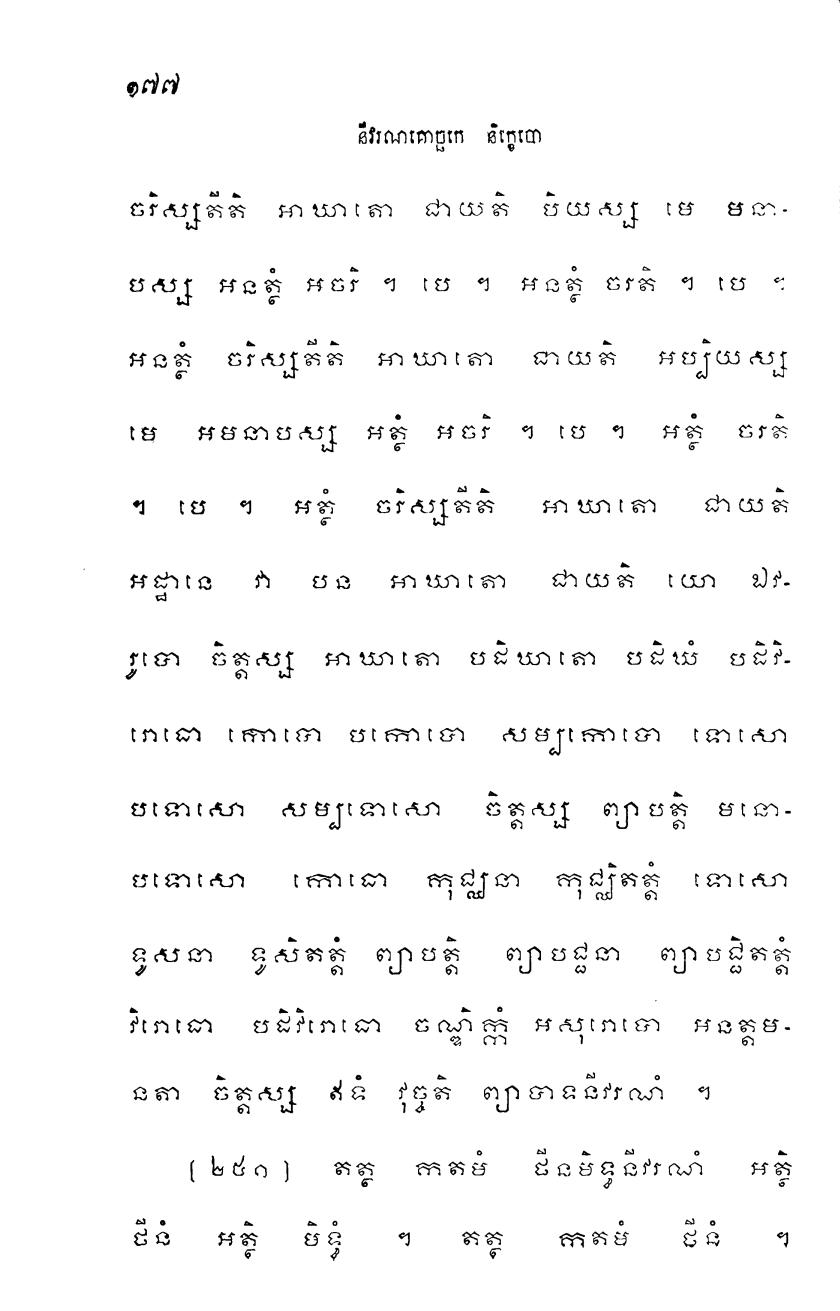 ១៧៧
នីវរណគោច្ឆកេ និក្ខេបោ
ចរិស្សតីតិ អាឃាតោ ជាយតិ បិយស្ស មេ មនា-
បស្ស អនត្ថំ អចរិ ។ បេ ។ អនត្ថំ ចរតិ ។ បេ ។
អនត្ថំ ចរិស្សតីតិ អាឃាតោ ជាយតិ អប្បិយស្ស
មេ អមនាបស្ស អត្ថំ អចរិ ។ បេ ។ អត្ថំ ចរតិ
។ បេ ។ អត្ថំ ចរិស្សតីតិ អាឃាតោ ជាយតិ
អដ្ឋានេ វា បន អាឃាតោ ជាយតិ យោ ឯវ-
រូបោ ចិត្តស្ស អាឃាតោ បដិឃាតោ បដិឃំ បដិវិ-
រោធោ កោបោ បកោបោ សម្បកោបោ ទោសោ
បទោសោ សម្បទោសោ ចិត្តស្ស ព្យាបត្តិ មនោ-
បទោសោ កោធោ កុជ្ឈនា កុជ្ឈិតត្តំ ទោសោ
ទូសនា ទូសិតត្តំ ព្យាបត្តិ ព្យាបជ្ជនា ព្យាបជ្ជិតត្តំ
វិរោធោ បដិវិរោធោ ចណ្ឌិក្កំ អសុរោបោ អនត្តម-
នតា ចិត្តស្ស ឥទំ វុច្ចតិ ព្យាបាទនីវរណំ ។
(២៥១) តត្ថ កតមំ ថីនមិទ្ធនីវរណំ អត្ថិ
ថីនំ អត្ថិ មិទ្ធំ ។ តត្ថ កតមំ ថីនំ ។